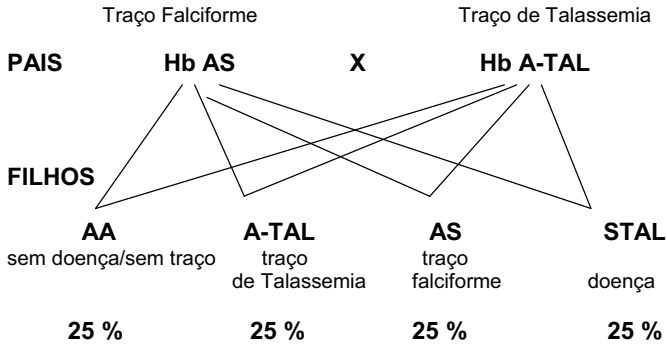 Traço Falciforme Traço de Talassemia
PAIS Hb AS X Hb A-TAL
FILHOS
AA A-TAL AS STAL
sem doença/sem traço traço traço
de Talassemia falciforme doença
25 % 25 % 25 % 25 %